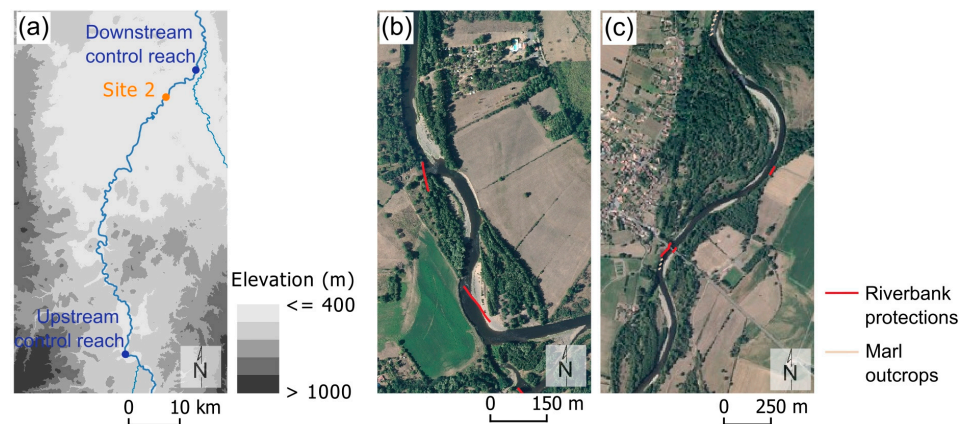 (a)
Downstream
control reach
Site 2
Upstream
control reach
N
0 10 km
Elevation (m)
<= 400
> 1000
(b)
N
0 150 m
(c)
N
0 250 m
Riverbank
protections
Marl
outcrops